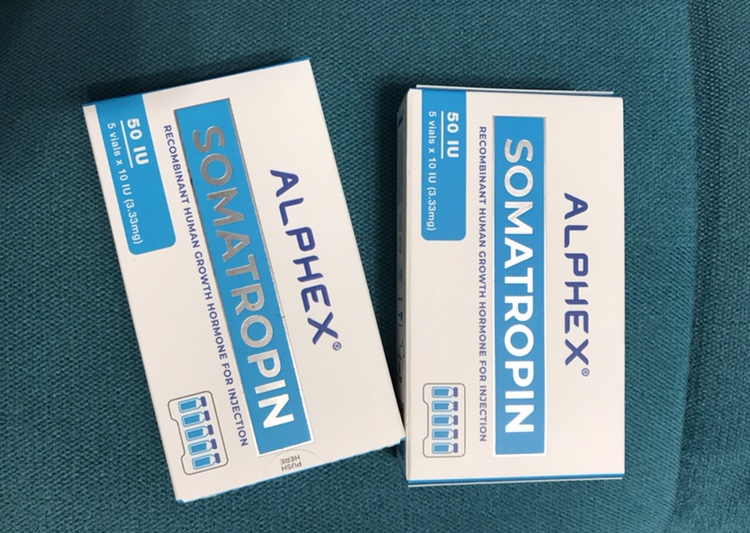 ALPHEX®
SOMATROPIN
RECOMBINANT HUMAN GROWTH HORMONE FOR INJECTION
50 IU
5 vials x 10 IU (3.33mg)
PUSH
HERE
ALPHEX®
SOMATROPIN
RECOMBINANT HUMAN GROWTH HORMONE FOR INJECTION
50 IU
5 vials x 10 IU (3.33mg)